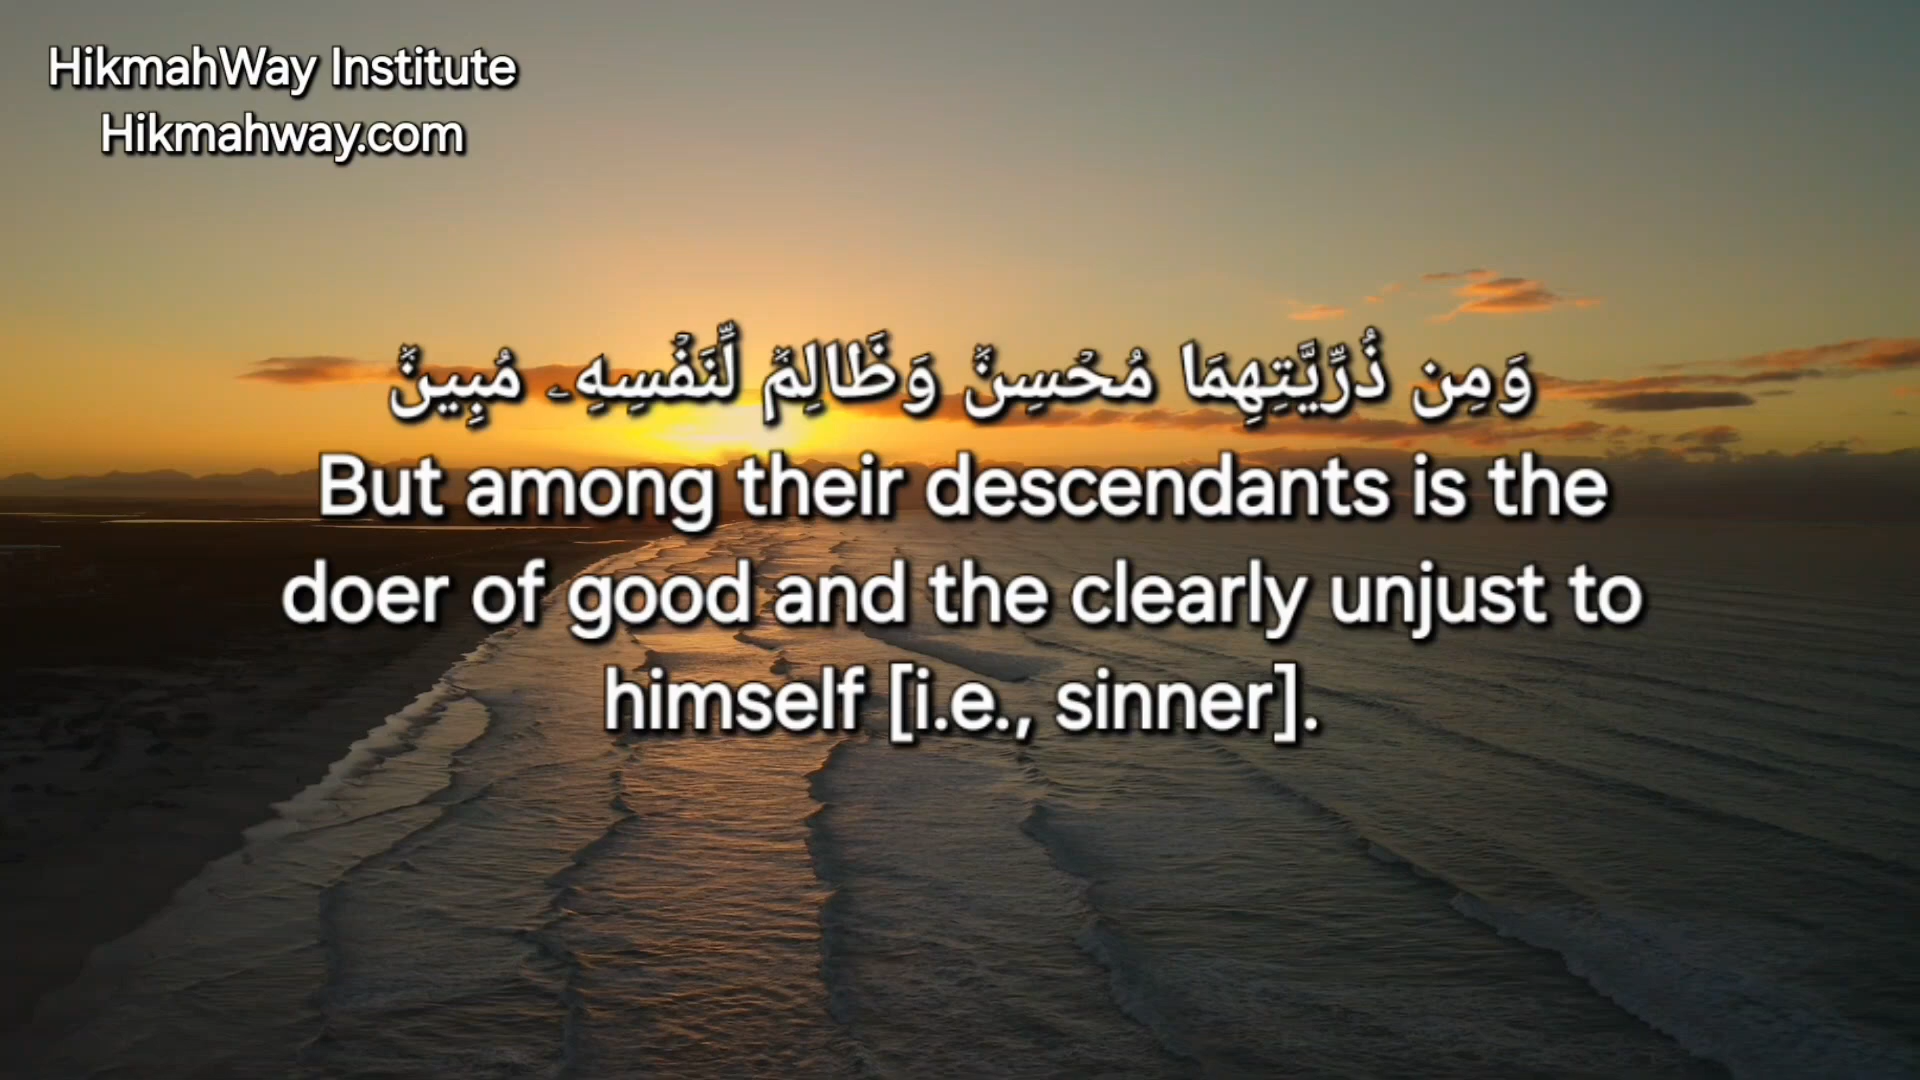 HikmahWay Institute
Hikmahway.com
وَمِن ذُرِّيَّتِهِمَا مُحْسِنٌ وَظَالِمٌ لِّنَفْسِهِۦ مُبِينٌ
But among their descendants is the
doer of good and the clearly unjust to
himself [i.e., sinner].